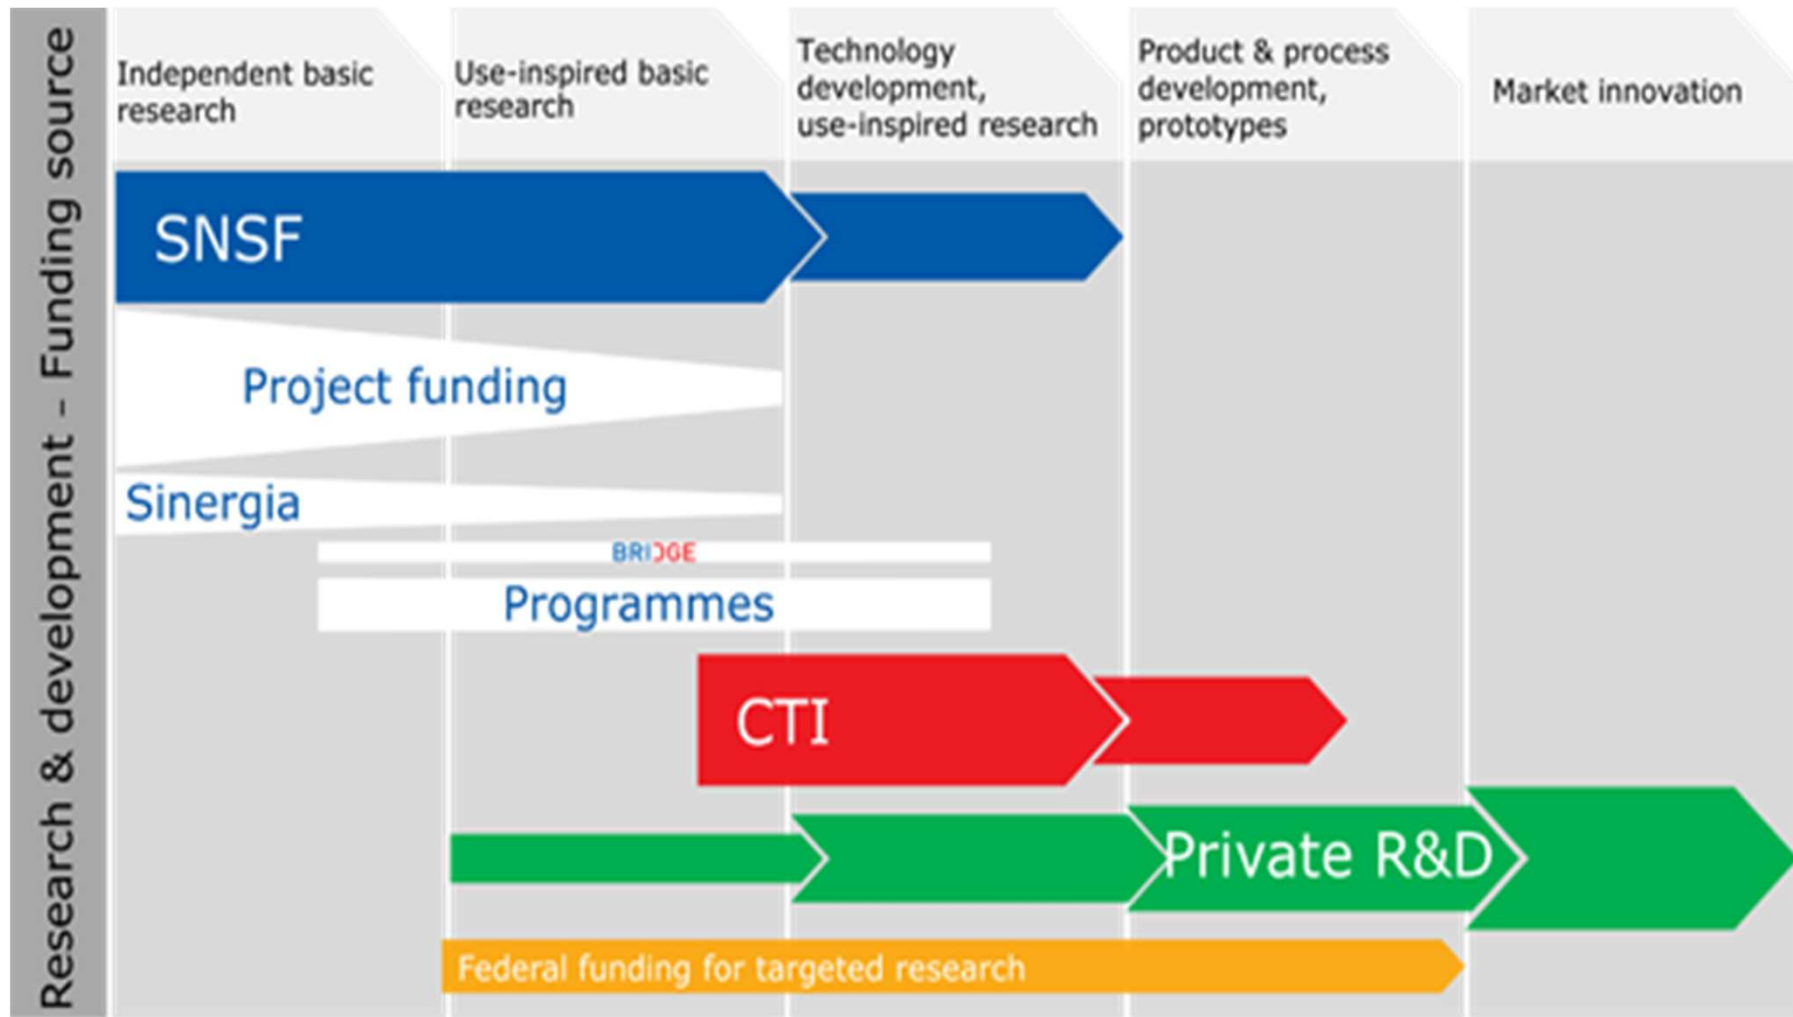 Research & development – Funding source
Independent basic
research
Use-inspired basic
research
Technology
development,
use-inspired research
Product & process
development,
prototypes
Market innovation
SNSF
Project funding
Sinergia
BRIDGE
Programmes
CTI
Private R&D
Federal funding for targeted research